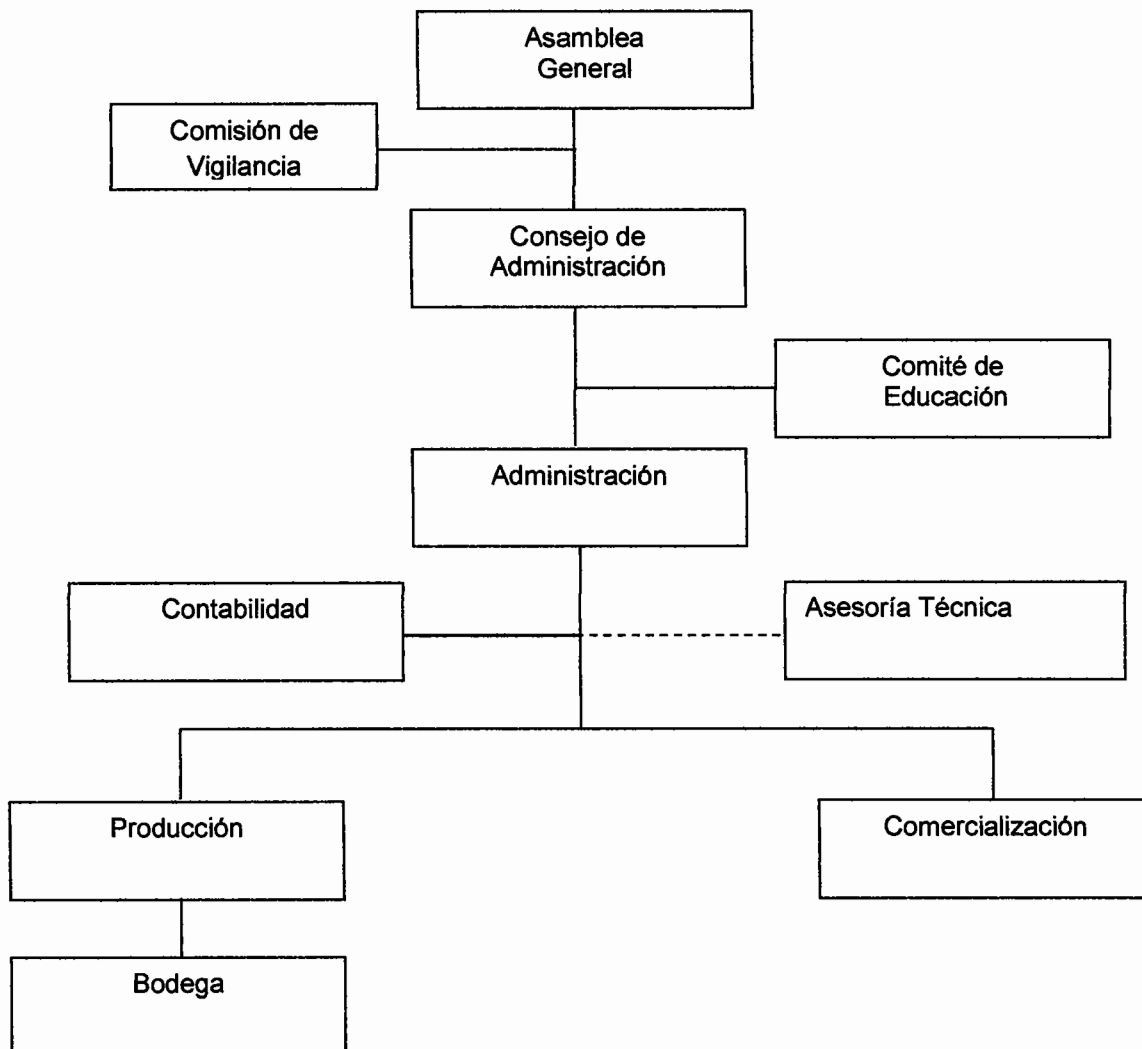 Asamblea
General
Comisión de
Vigilancia
Consejo de
Administración
Comité de
Educación
Administración
Contabilidad
Asesoría Técnica
Producción
Comercialización
Bodega